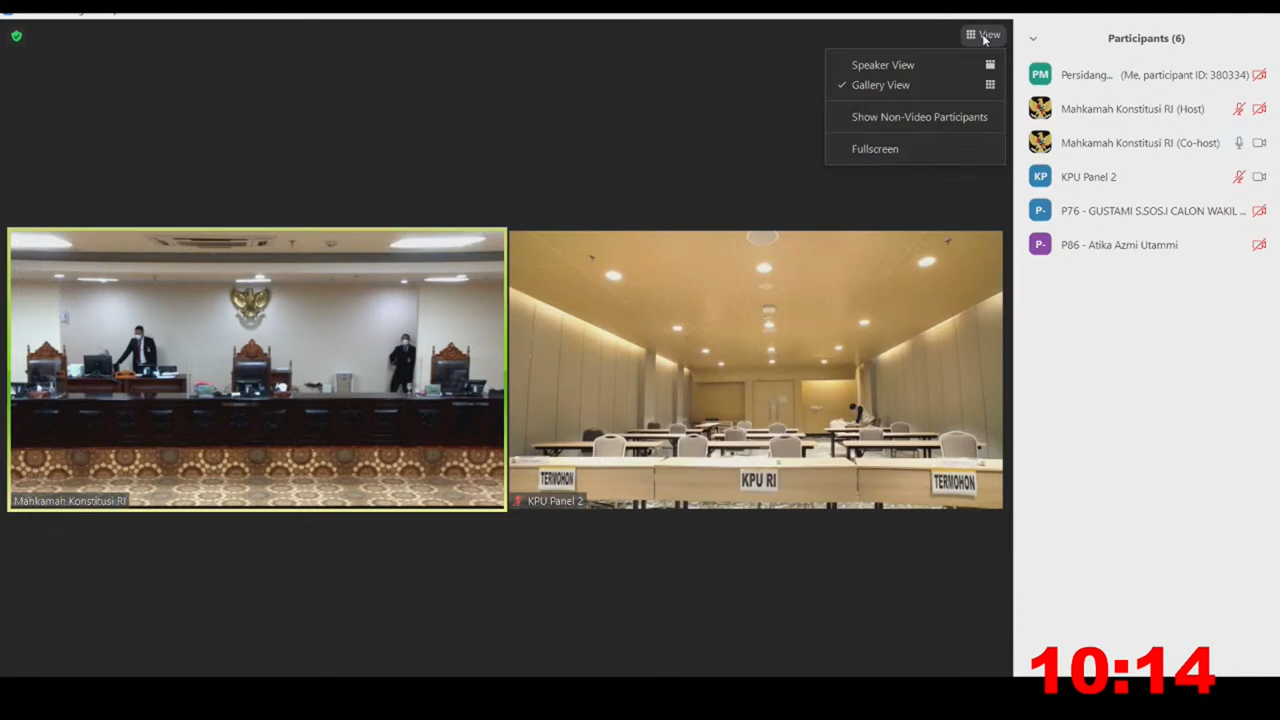 View
Speaker View
Gallery View
Show Non-Video Participants
Fullscreen
Participants (6)
PM Persidang... (Me, participant ID: 380334)
Mahkamah Konstitusi RI (Host)
Mahkamah Konstitusi RI (Co-host)
KP KPU Panel 2
P- P76 - GUSTAMI S.SOS.I CALON WAKIL ...
P- P86 - Atika Azmi Utammi
TERMOHON
KPU RI
TERMOHON
Mahkamah Konstitusi RI
KPU Panel 2
10:14